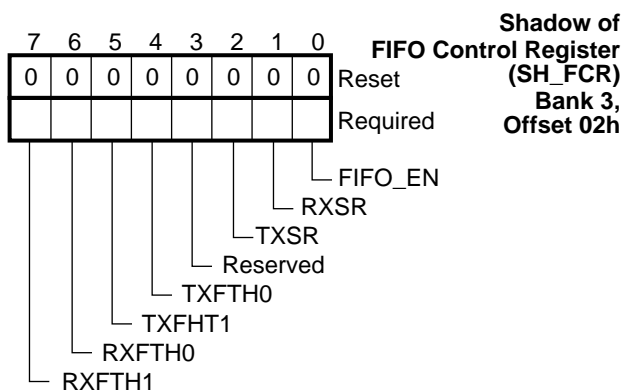 Shadow of
FIFO Control Register
(SH_FCR)
Bank 3,
Offset 02h
7 6 5 4 3 2 1 0
0 0 0 0 0 0 0 0 Reset
Required
FIFO_EN
RXSR
TXSR
Reserved
TXFTH0
TXFHT1
RXFTH0
RXFTH1